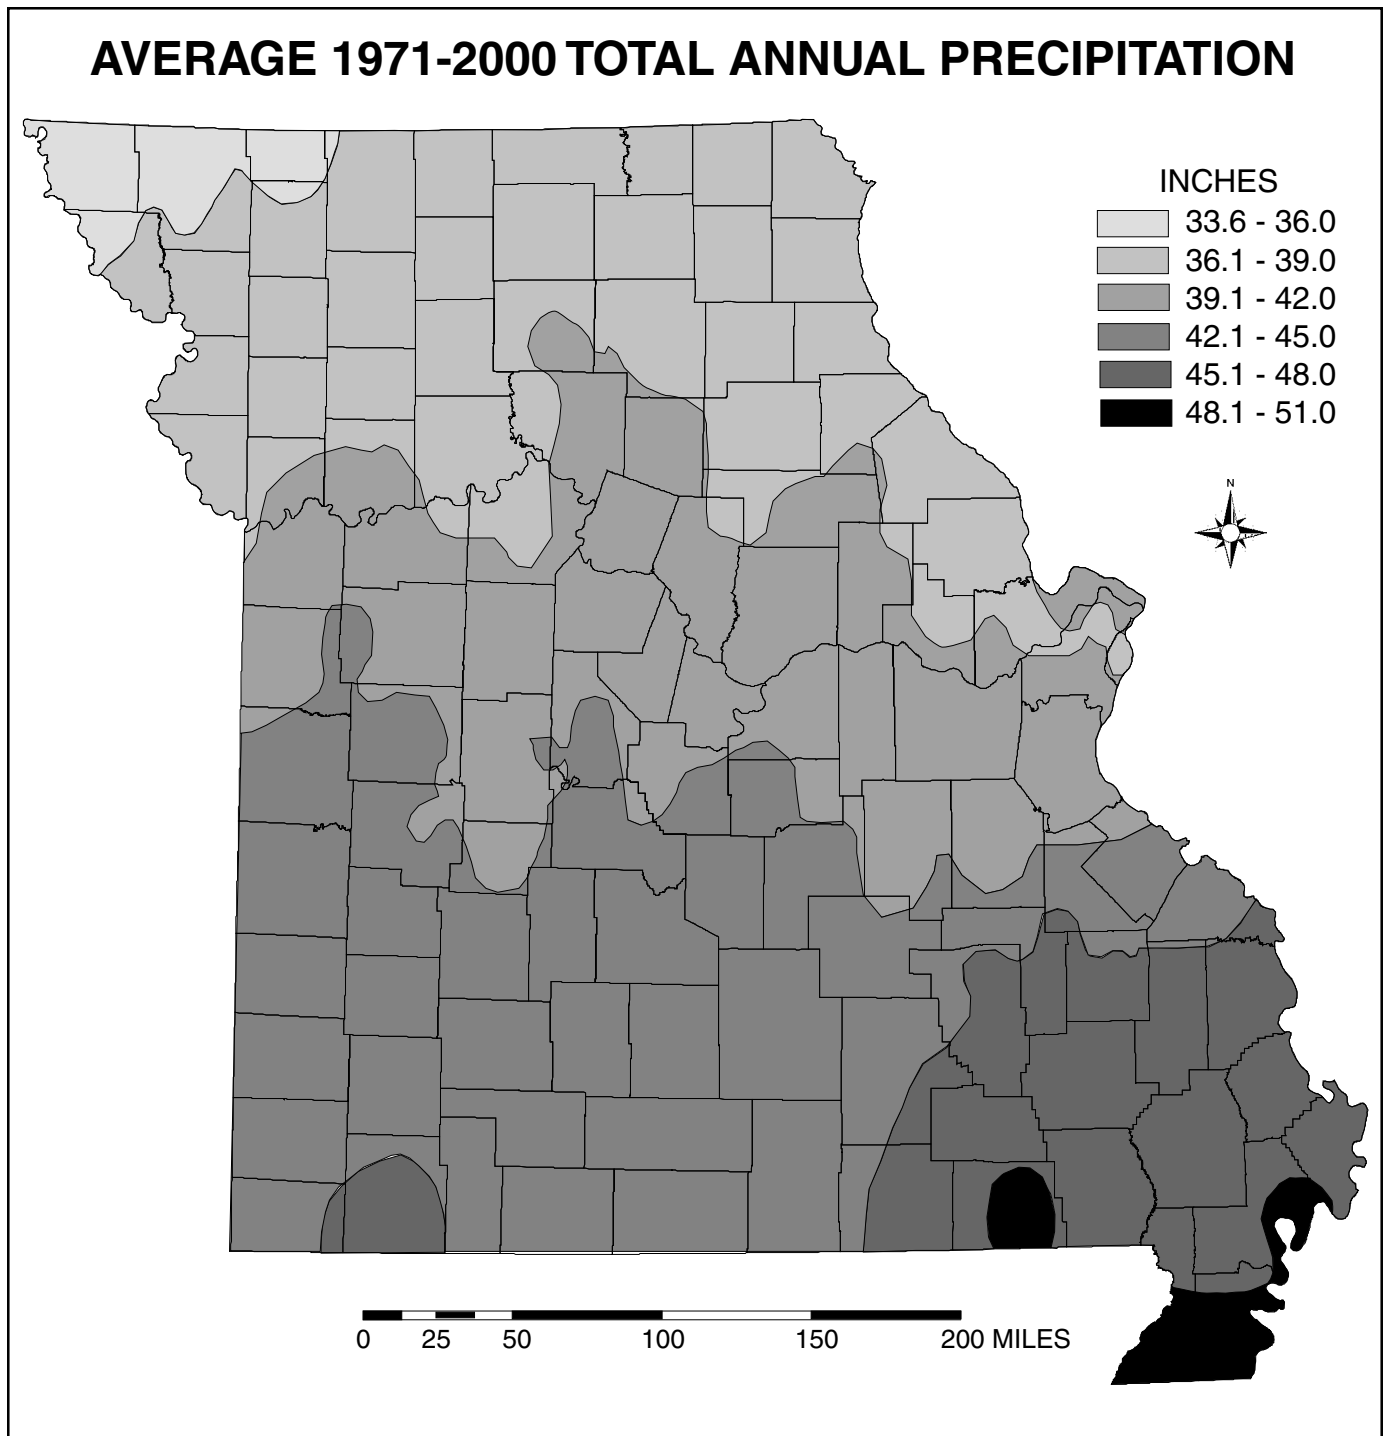 AVERAGE 1971-2000 TOTAL ANNUAL PRECIPITATION
INCHES
33.6 - 36.0
36.1 - 39.0
39.1 - 42.0
42.1 - 45.0
45.1 - 48.0
48.1 - 51.0
N
0 25 50 100 150 200 MILES